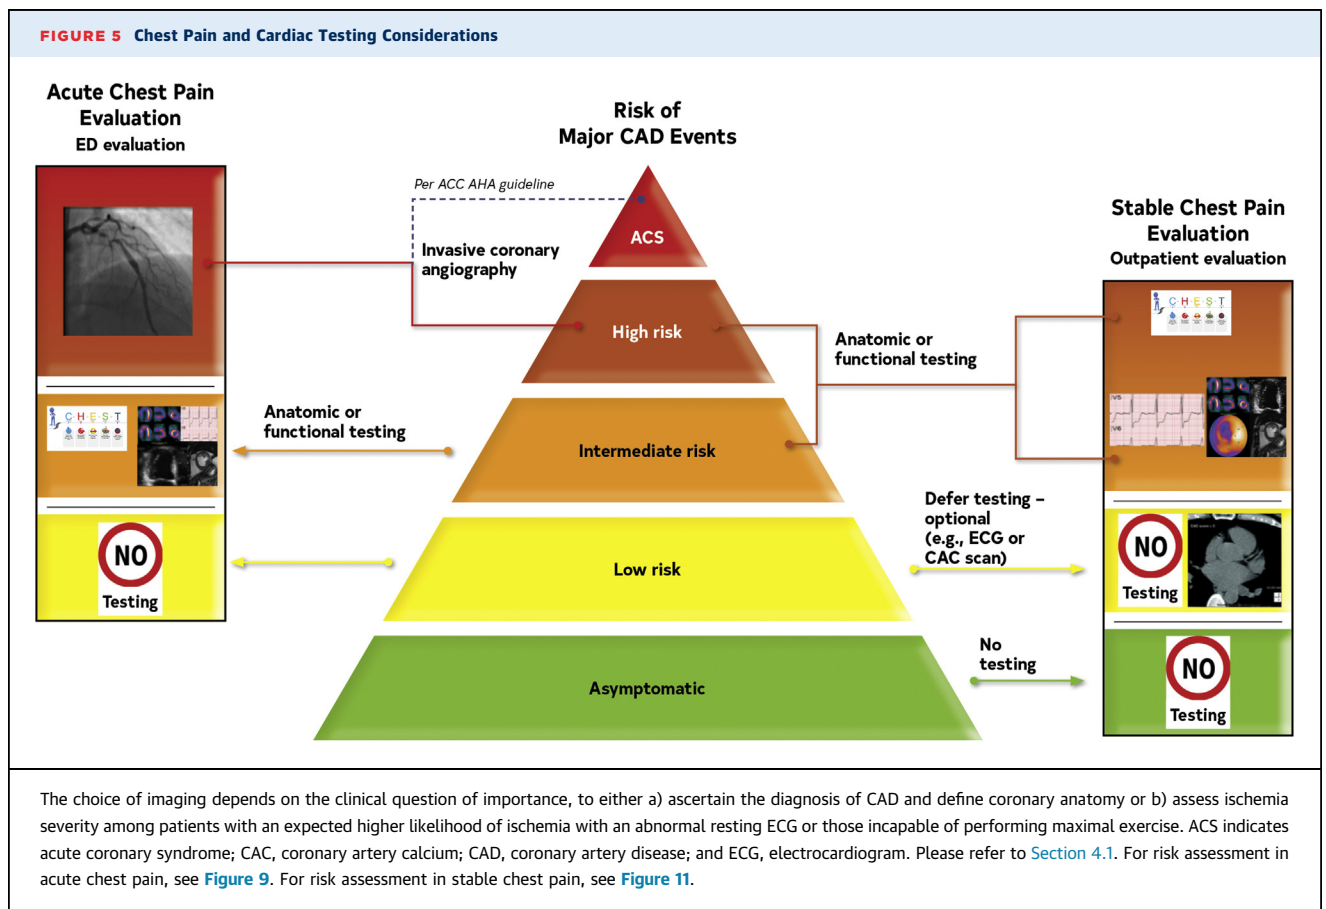 FIGURE 5 Chest Pain and Cardiac Testing Considerations
Acute Chest Pain
Evaluation
ED evaluation
Risk of
Major CAD Events
Per ACC AHA guideline
Invasive coronary
angiography
ACS
High risk
Intermediate risk
Low risk
Asymptomatic
Anatomic or
functional testing
C·H·E·S·T
NO
Testing
Stable Chest Pain
Evaluation
Outpatient evaluation
Anatomic or
functional testing
C·H·E·S·T
V5
V6
Defer testing –
optional
(e.g., ECG or
CAC scan)
NO
Testing
No
testing
NO
Testing
The choice of imaging depends on the clinical question of importance, to either a) ascertain the diagnosis of CAD and define coronary anatomy or b) assess ischemia
severity among patients with an expected higher likelihood of ischemia with an abnormal resting ECG or those incapable of performing maximal exercise. ACS indicates
acute coronary syndrome; CAC, coronary artery calcium; CAD, coronary artery disease; and ECG, electrocardiogram. Please refer to Section 4.1. For risk assessment in
acute chest pain, see Figure 9. For risk assessment in stable chest pain, see Figure 11.